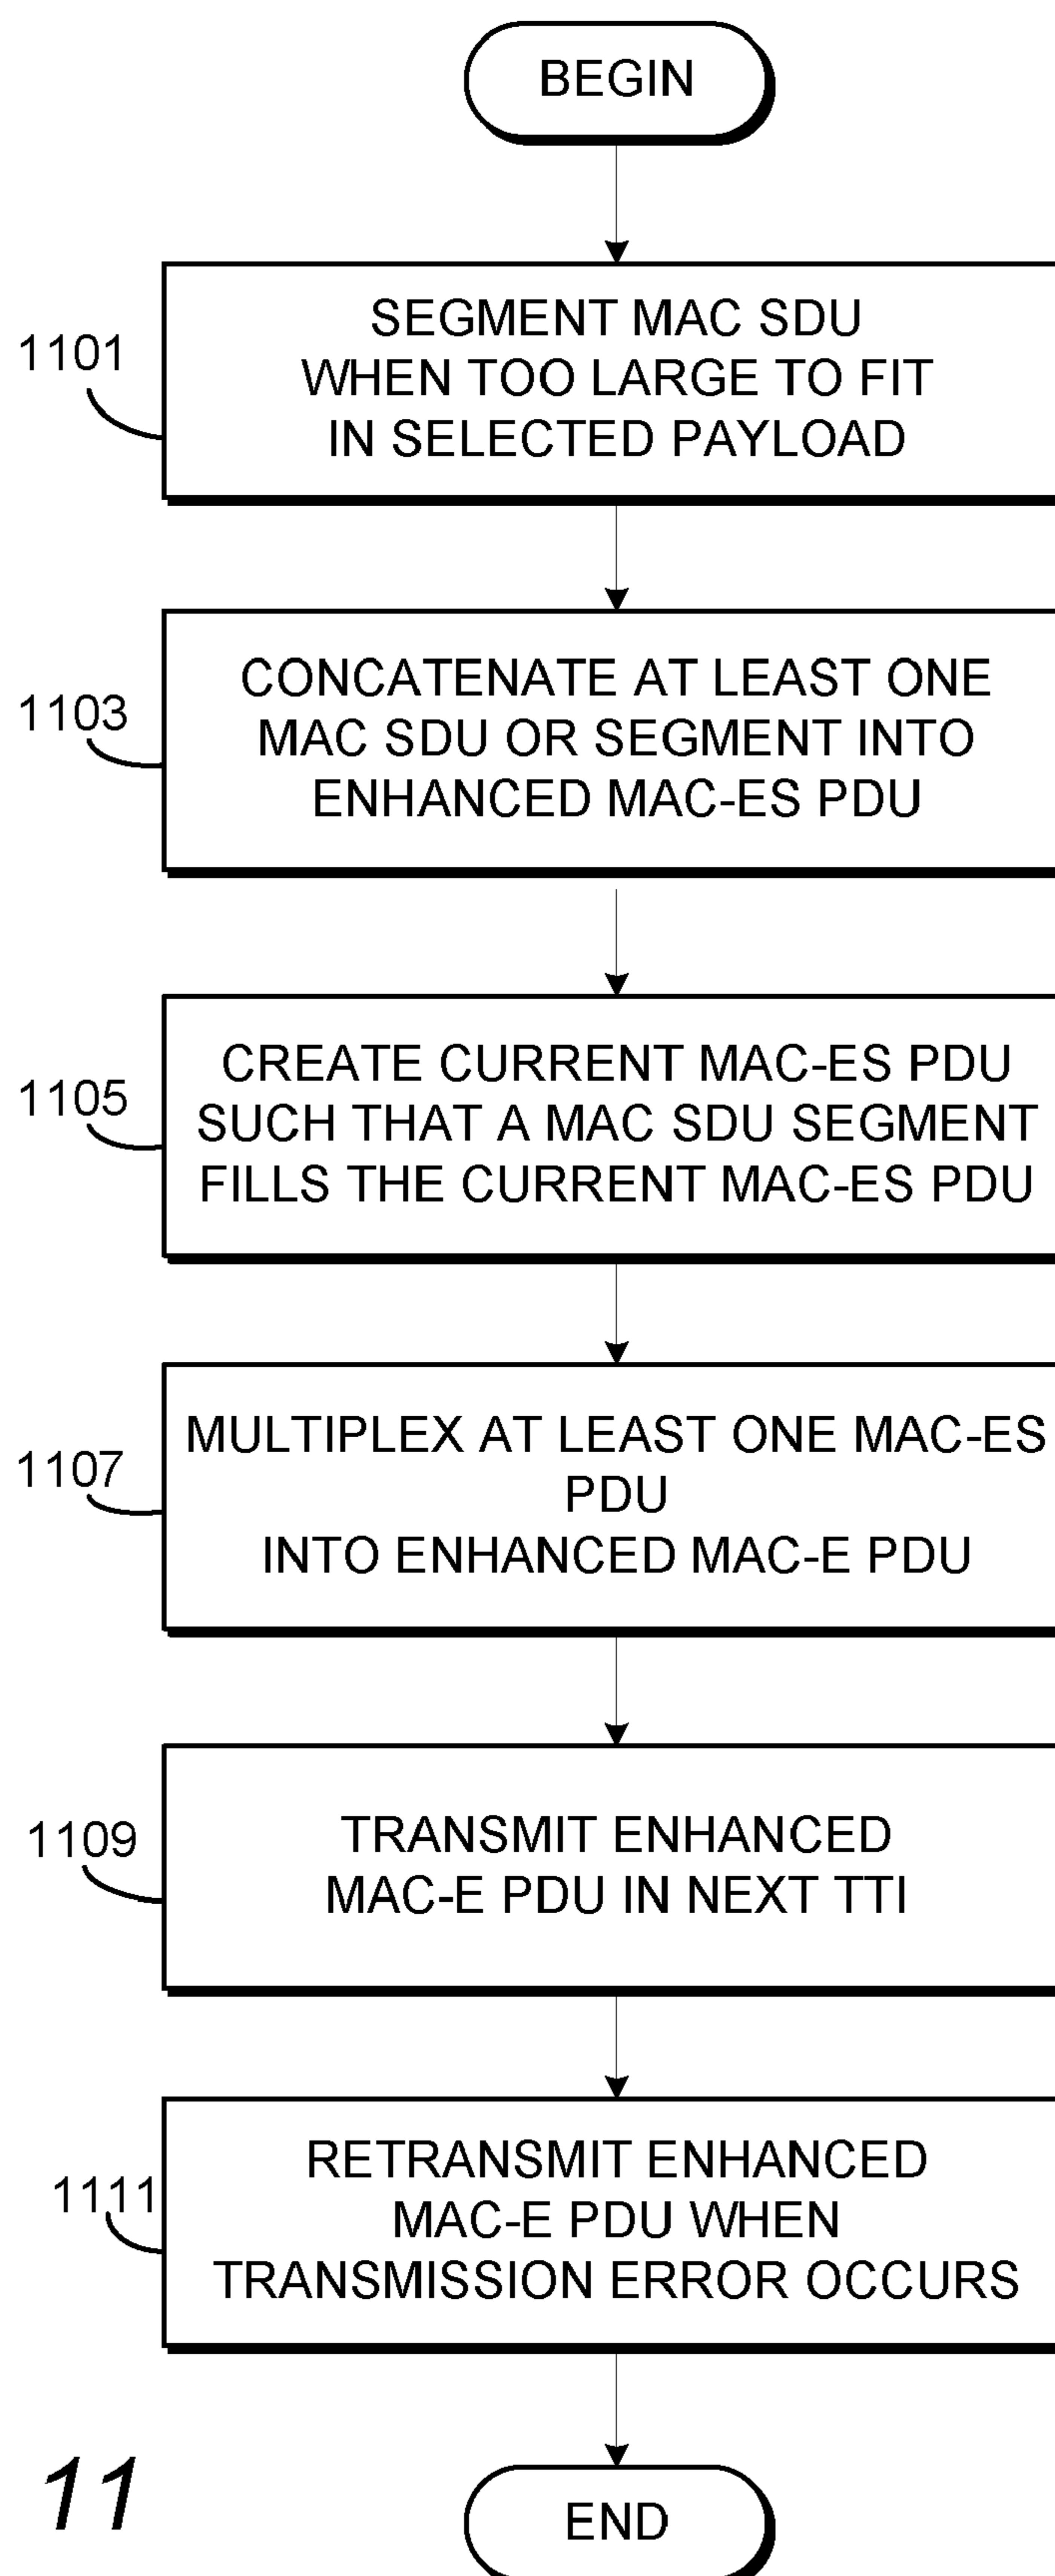 BEGIN
1101
SEGMENT MAC SDU
WHEN TOO LARGE TO FIT
IN SELECTED PAYLOAD
1103
CONCATENATE AT LEAST ONE
MAC SDU OR SEGMENT INTO
ENHANCED MAC-ES PDU
1105
CREATE CURRENT MAC-ES PDU
SUCH THAT A MAC SDU SEGMENT
FILLS THE CURRENT MAC-ES PDU
1107
MULTIPLEX AT LEAST ONE MAC-ES
PDU
INTO ENHANCED MAC-E PDU
1109
TRANSMIT ENHANCED
MAC-E PDU IN NEXT TTI
1111
RETRANSMIT ENHANCED
MAC-E PDU WHEN
TRANSMISSION ERROR OCCURS
11
END